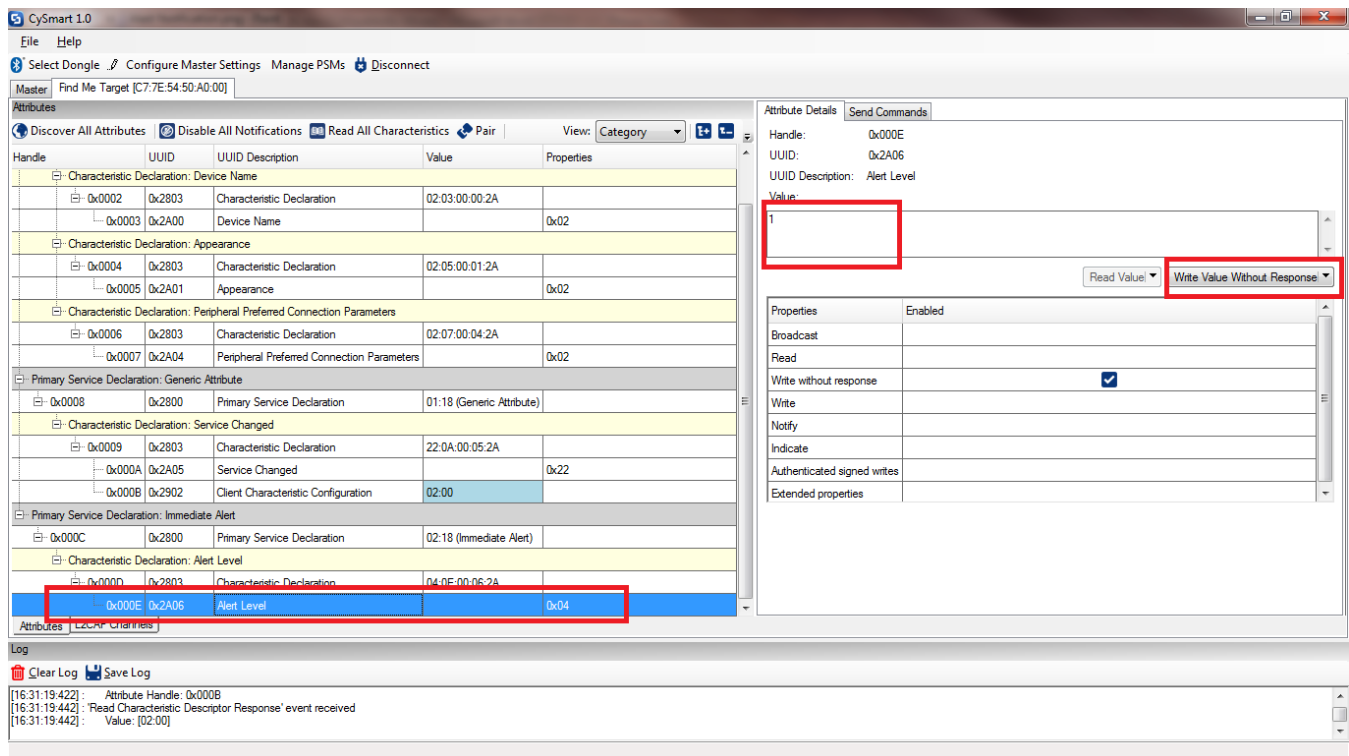 CySmart 1.0
File Help
Select Dongle Configure Master Settings Manage PSMs Disconnect
Master Find Me Target [C7:7E:54:50:A0:00]
Attributes
Discover All Attributes Disable All Notifications Read All Characteristics Pair View: Category
Handle UUID UUID Description Value Properties
Characteristic Declaration: Device Name
0x0002 0x2803 Characteristic Declaration 02:03:00:00:2A
0x0003 0x2A00 Device Name 0x02
Characteristic Declaration: Appearance
0x0004 0x2803 Characteristic Declaration 02:05:00:01:2A
0x0005 0x2A01 Appearance 0x02
Characteristic Declaration: Peripheral Preferred Connection Parameters
0x0006 0x2803 Characteristic Declaration 02:07:00:04:2A
0x0007 0x2A04 Peripheral Preferred Connection Parameters 0x02
Primary Service Declaration: Generic Attribute
0x0008 0x2800 Primary Service Declaration 01:18 (Generic Attribute)
Characteristic Declaration: Service Changed
0x0009 0x2803 Characteristic Declaration 22:0A:00:05:2A
0x000A 0x2A05 Service Changed 0x22
0x000B 0x2902 Client Characteristic Configuration 02:00
Primary Service Declaration: Immediate Alert
0x000C 0x2800 Primary Service Declaration 02:18 (Immediate Alert)
Characteristic Declaration: Alert Level
0x000D 0x2803 Characteristic Declaration 04:0E:00:06:2A
0x000E 0x2A06 Alert Level 0x04
Attributes L2CAP Channels
Attribute Details Send Commands
Handle: 0x000E
UUID: 0x2A06
UUID Description: Alert Level
Value:
1
Read Value Write Value Without Response
Properties Enabled
Broadcast
Read
Write without response
Write
Notify
Indicate
Authenticated signed writes
Extended properties
Log
Clear Log Save Log
[16:31:19:422] : Attribute Handle: 0x000B
[16:31:19:442] : 'Read Characteristic Descriptor Response' event received
[16:31:19:442] : Value: [02:00]